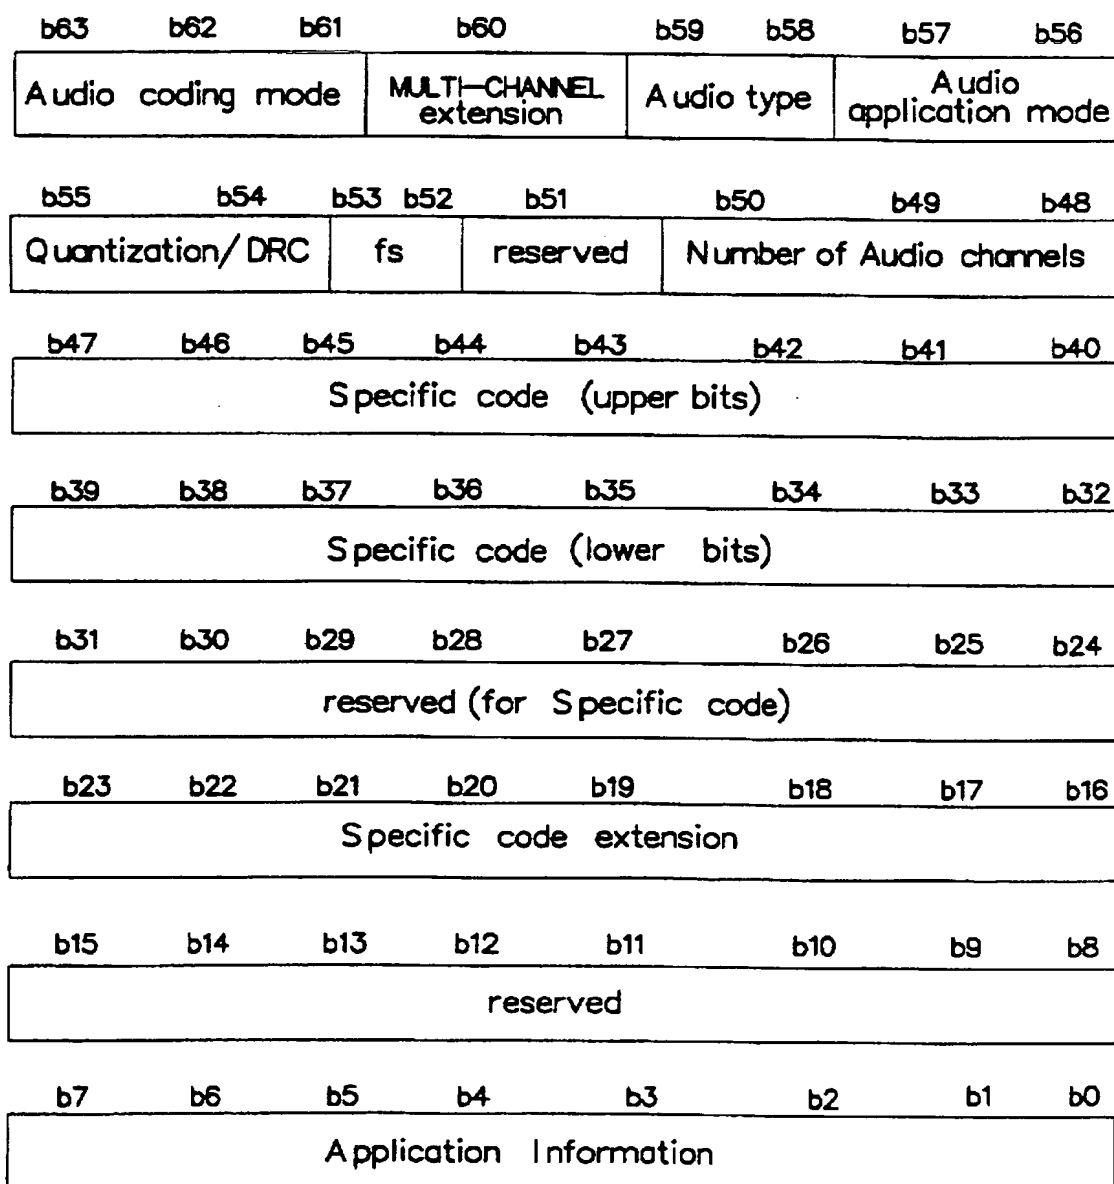 b63 b62 b61 b60 b59 b58 b57 b56
Audio coding mode MULTI-CHANNEL extension Audio type Audio application mode
b55 b54 b53 b52 b51 b50 b49 b48
Quantization/DRC fs reserved Number of Audio channels
b47 b46 b45 b44 b43 b42 b41 b40
Specific code (upper bits)
b39 b38 b37 b36 b35 b34 b33 b32
Specific code (lower bits)
b31 b30 b29 b28 b27 b26 b25 b24
reserved (for Specific code)
b23 b22 b21 b20 b19 b18 b17 b16
Specific code extension
b15 b14 b13 b12 b11 b10 b9 b8
reserved
b7 b6 b5 b4 b3 b2 b1 b0
Application Information